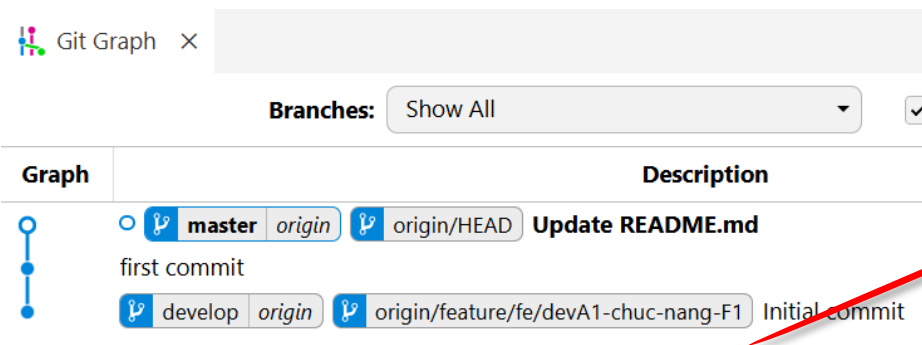 Git Graph
Branches: Show All
Graph Description
master origin origin/HEAD Update README.md
first commit
develop origin origin/feature/fe/devA1-chuc-nang-F1 Initial commit